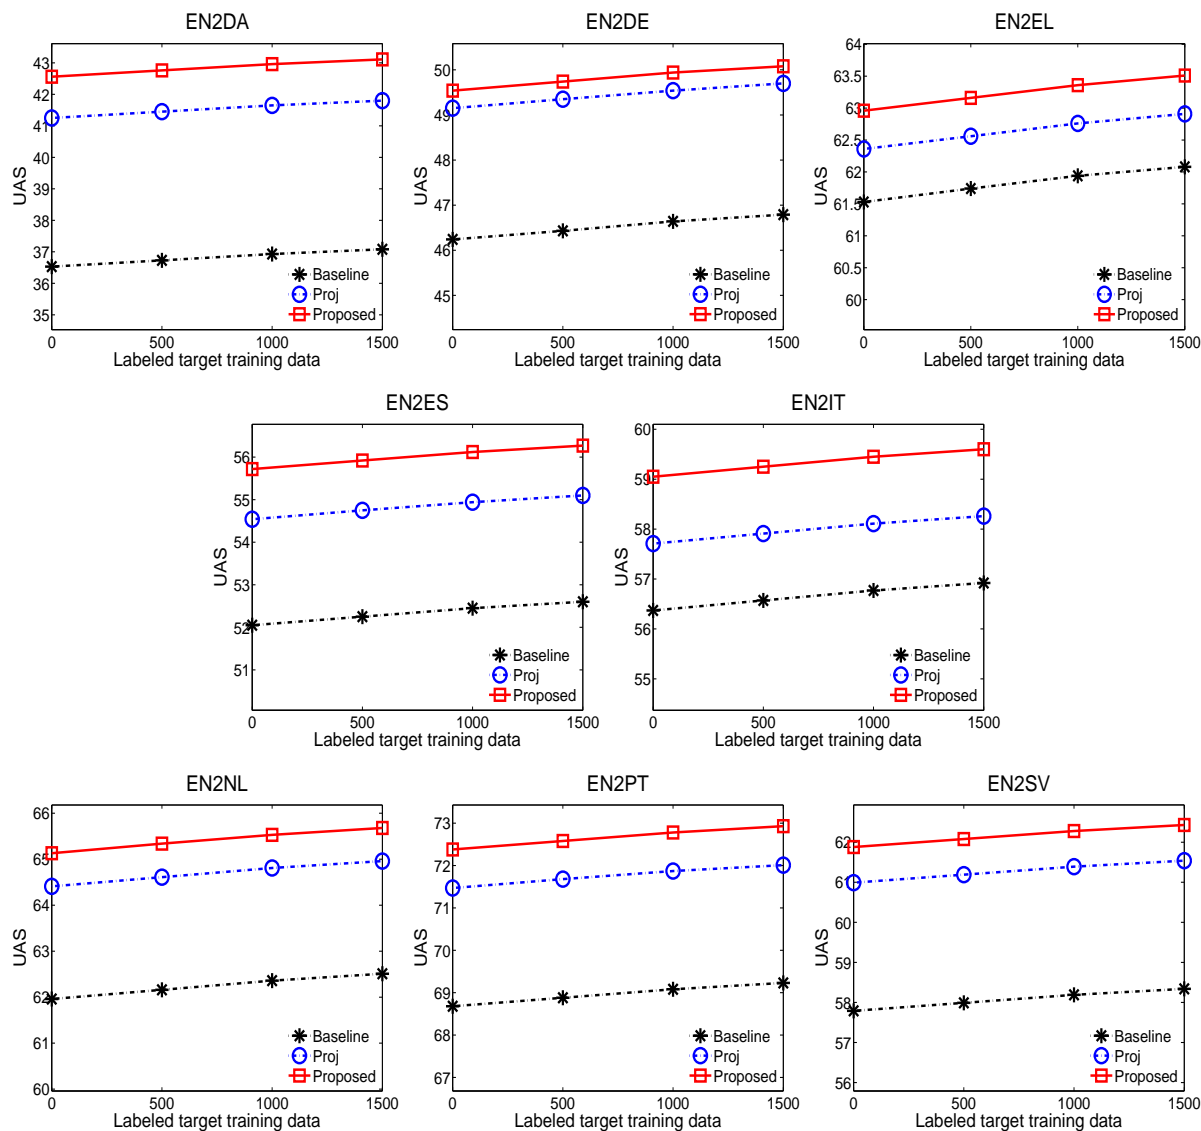 EN2DA
EN2DE
EN2EL
UAS
43
42
41
40
39
38
37
36
35
0
500
1000
1500
Labeled target training data
Baseline
Proj
Proposed
UAS
50
49
48
47
46
45
0
500
1000
1500
Labeled target training data
Baseline
Proj
Proposed
UAS
64
63.5
63
62.5
62
61.5
61
60.5
60
0
500
1000
1500
Labeled target training data
Baseline
Proj
Proposed
EN2ES
EN2IT
UAS
56
55
54
53
52
51
0
500
1000
1500
Labeled target training data
Baseline
Proj
Proposed
UAS
60
59
58
57
56
55
0
500
1000
1500
Labeled target training data
Baseline
Proj
Proposed
EN2NL
EN2PT
EN2SV
UAS
66
65
64
63
62
61
60
0
500
1000
1500
Labeled target training data
Baseline
Proj
Proposed
UAS
73
72
71
70
69
68
67
0
500
1000
1500
Labeled target training data
Baseline
Proj
Proposed
UAS
62
61
60
59
58
57
56
0
500
1000
1500
Labeled target training data
Baseline
Proj
Proposed